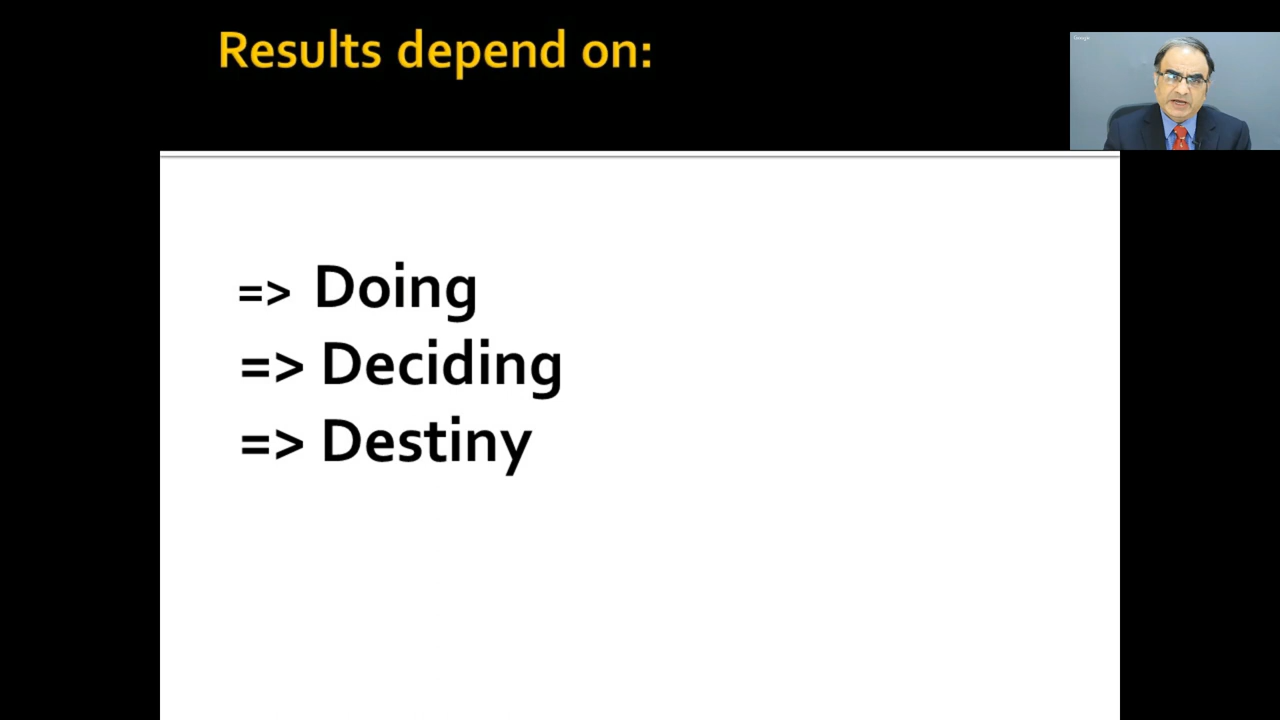 Results depend on:
=> Doing
=> Deciding
=> Destiny